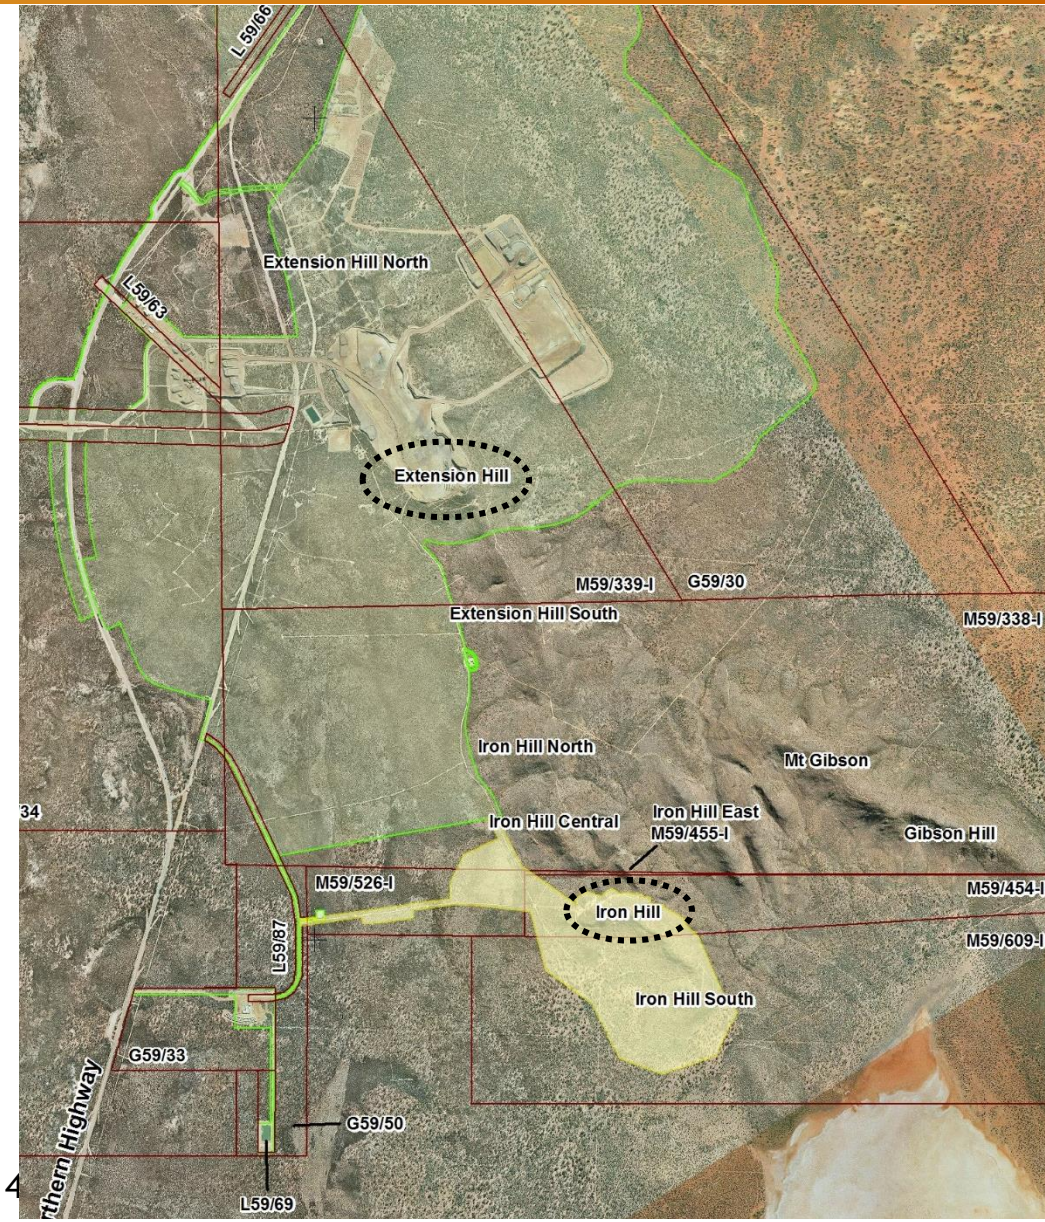 L 59/66
Extension Hill North
L59/63
Extension Hill
M59/339-I
G59/30
Extension Hill South
M59/338-I
Iron Hill North
Mt Gibson
34
Iron Hill East
M59/455-I
Iron Hill Central
Gibson Hill
M59/526-I
M59/454-I
Iron Hill
L59/87
M59/609-I
Iron Hill South
G59/33
G59/50
rthern Highway
4
L59/69